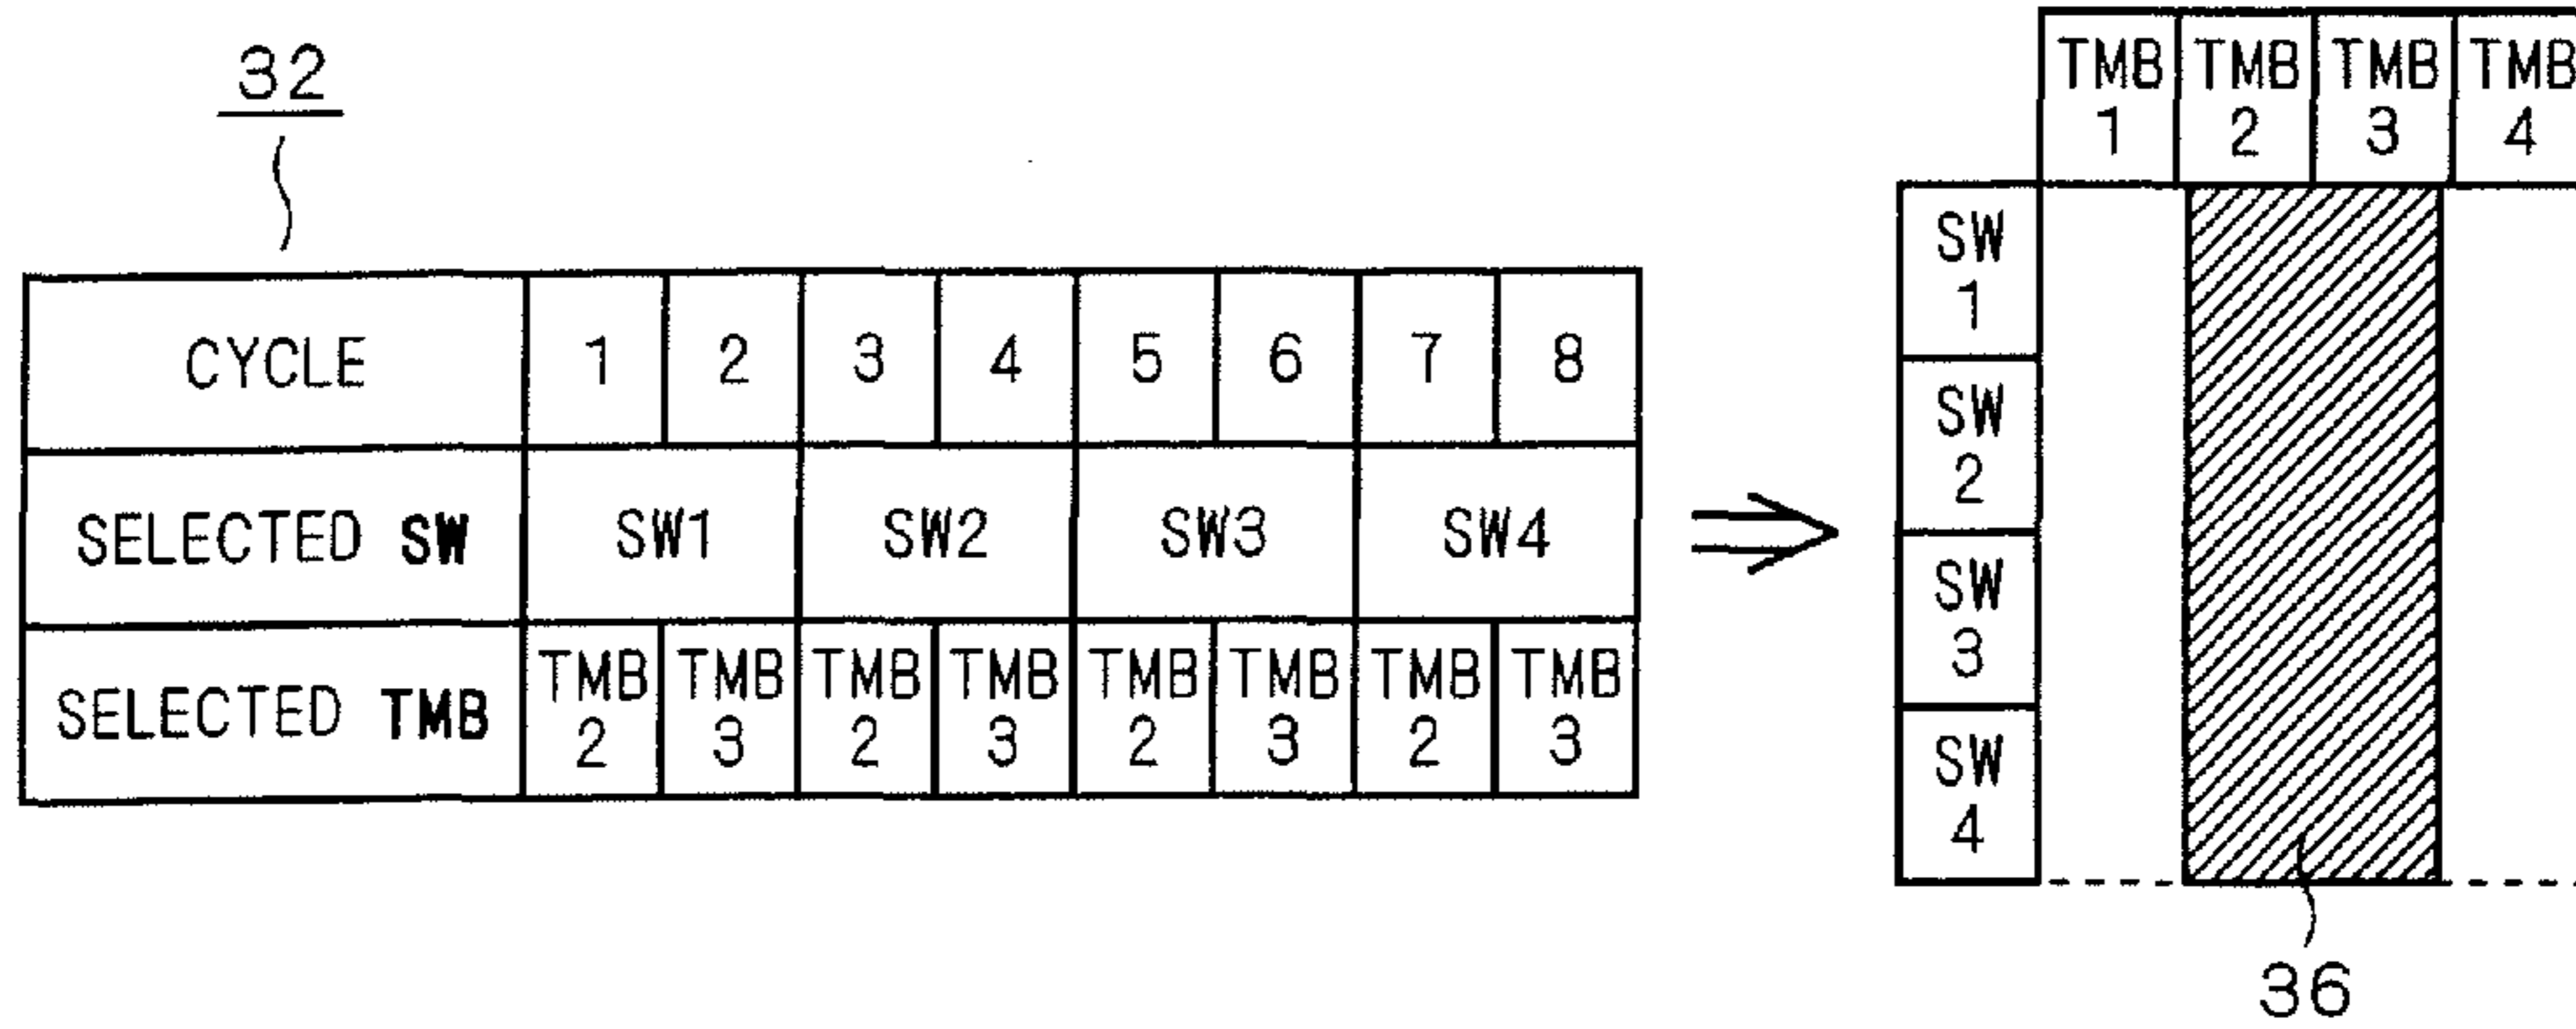 32
CYCLE 1 2 3 4 5 6 7 8
SELECTED SW SW1 SW2 SW3 SW4
SELECTED TMB TMB 2 TMB 3 TMB 2 TMB 3 TMB 2 TMB 3 TMB 2 TMB 3
TMB 1 TMB 2 TMB 3 TMB 4
SW
1
SW
2
SW
3
SW
4
36